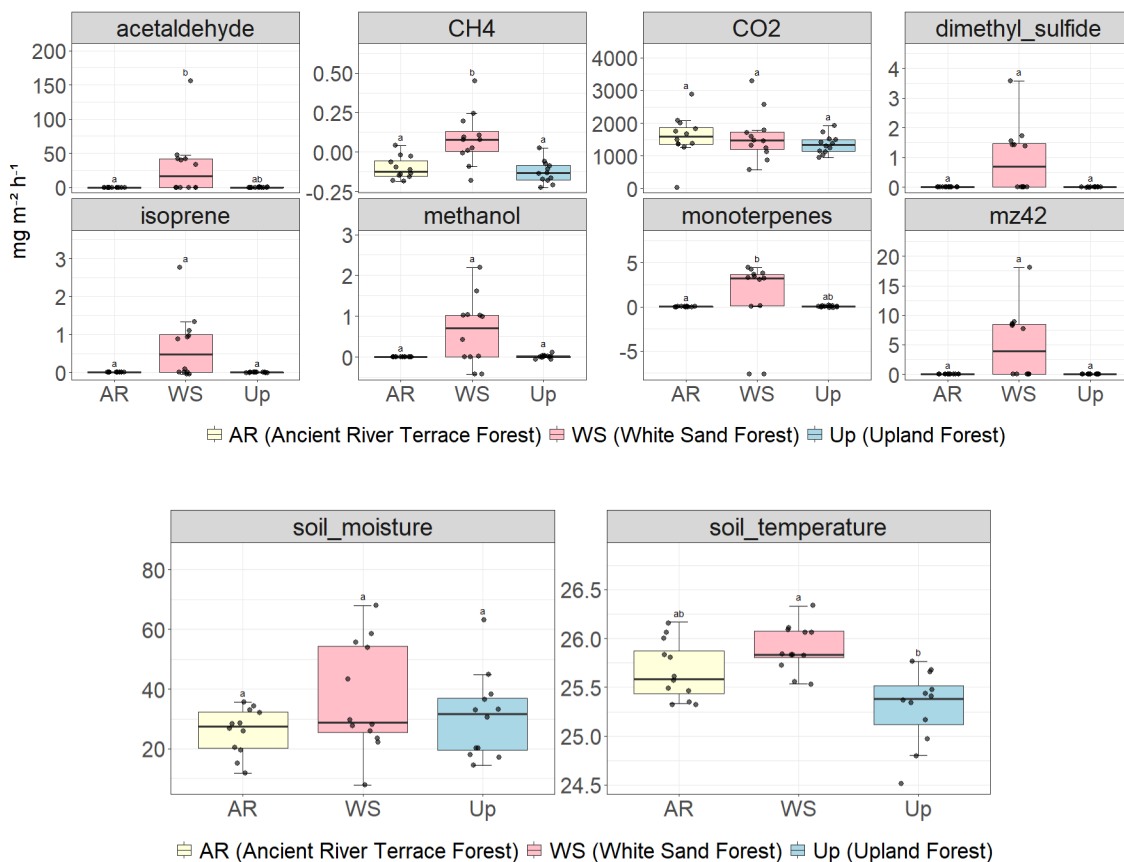 acetaldehyde CH4 CO2 dimethyl_sulfide
200
150
100
50
0
b
a
ab
0.50
0.25
0.00
-0.25
b
a
a
4000
3000
2000
1000
0
a
a
a
4
3
2
1
0
a
a
a
mg m⁻² h⁻¹
isoprene methanol monoterpenes mz42
3
2
1
0
a
a
a
3
2
1
0
a
a
a
5
0
-5
b
a
ab
20
15
10
5
0
a
a
a
AR WS Up AR WS Up AR WS Up AR WS Up
AR (Ancient River Terrace Forest) WS (White Sand Forest) Up (Upland Forest)
soil_moisture soil_temperature
80
60
40
20
a
a
a
26.5
26.0
25.5
25.0
24.5
ab
a
b
AR WS Up AR WS Up
AR (Ancient River Terrace Forest) WS (White Sand Forest) Up (Upland Forest)